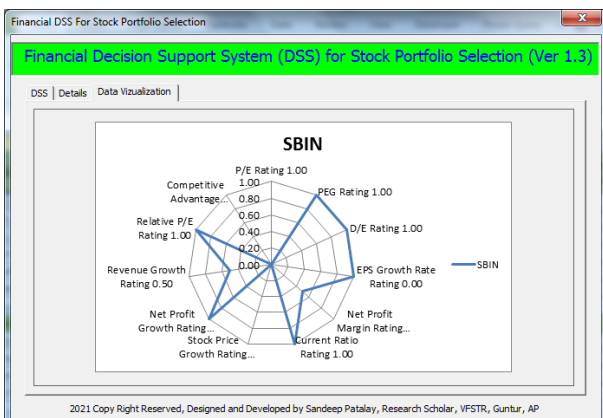 Financial DSS For Stock Portfolio Selection
Financial Decision Support System (DSS) for Stock Portfolio Selection (Ver 1.3)
DSS Details Data Vizualization
SBIN
P/E Rating 1.00
PEG Rating 1.00
D/E Rating 1.00
EPS Growth Rate
Rating 0.00
Net Profit
Margin Rating...
Current Ratio
Rating 1.00
Stock Price
Growth Rating...
Net Profit
Growth Rating...
Revenue Growth
Rating 0.50
Relative P/E
Rating 1.00
Competitive
Advantage...
1.00
0.80
0.60
0.40
0.20
0.00
SBIN
2021 Copy Right Reserved, Designed and Developed by Sandeep Patalay, Research Scholar, VFSTR, Guntur, AP